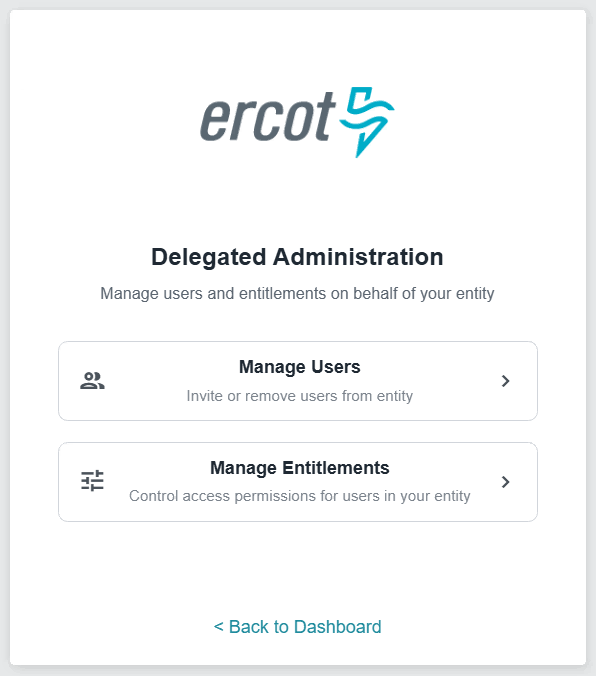 ercot
Delegated Administration
Manage users and entitlements on behalf of your entity
Manage Users
Invite or remove users from entity
Manage Entitlements
Control access permissions for users in your entity
< Back to Dashboard